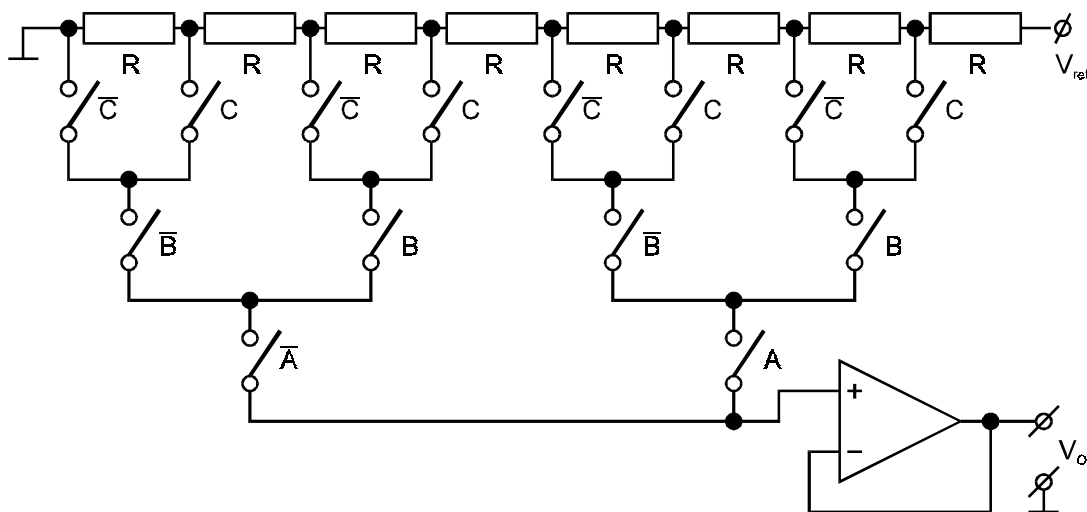 R R R R R R R R
V_ref
C̅ C C̅ C C̅ C C̅ C
B̅ B B̅ B
A̅ A
+
−
V_o